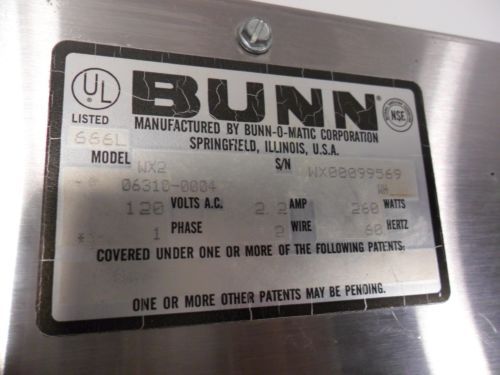 UL
LISTED
666L
BUNN
NSF
MANUFACTURED BY BUNN-O-MATIC CORPORATION
SPRINGFIELD, ILLINOIS, U.S.A.
MODEL WX2 S/N WX00099569
06310-0004 WH
120 VOLTS A.C. 2.2 AMP 260 WATTS
1 PHASE 2 WIRE 60 HERTZ
COVERED UNDER ONE OR MORE OF THE FOLLOWING PATENTS:
ONE OR MORE OTHER PATENTS MAY BE PENDING.